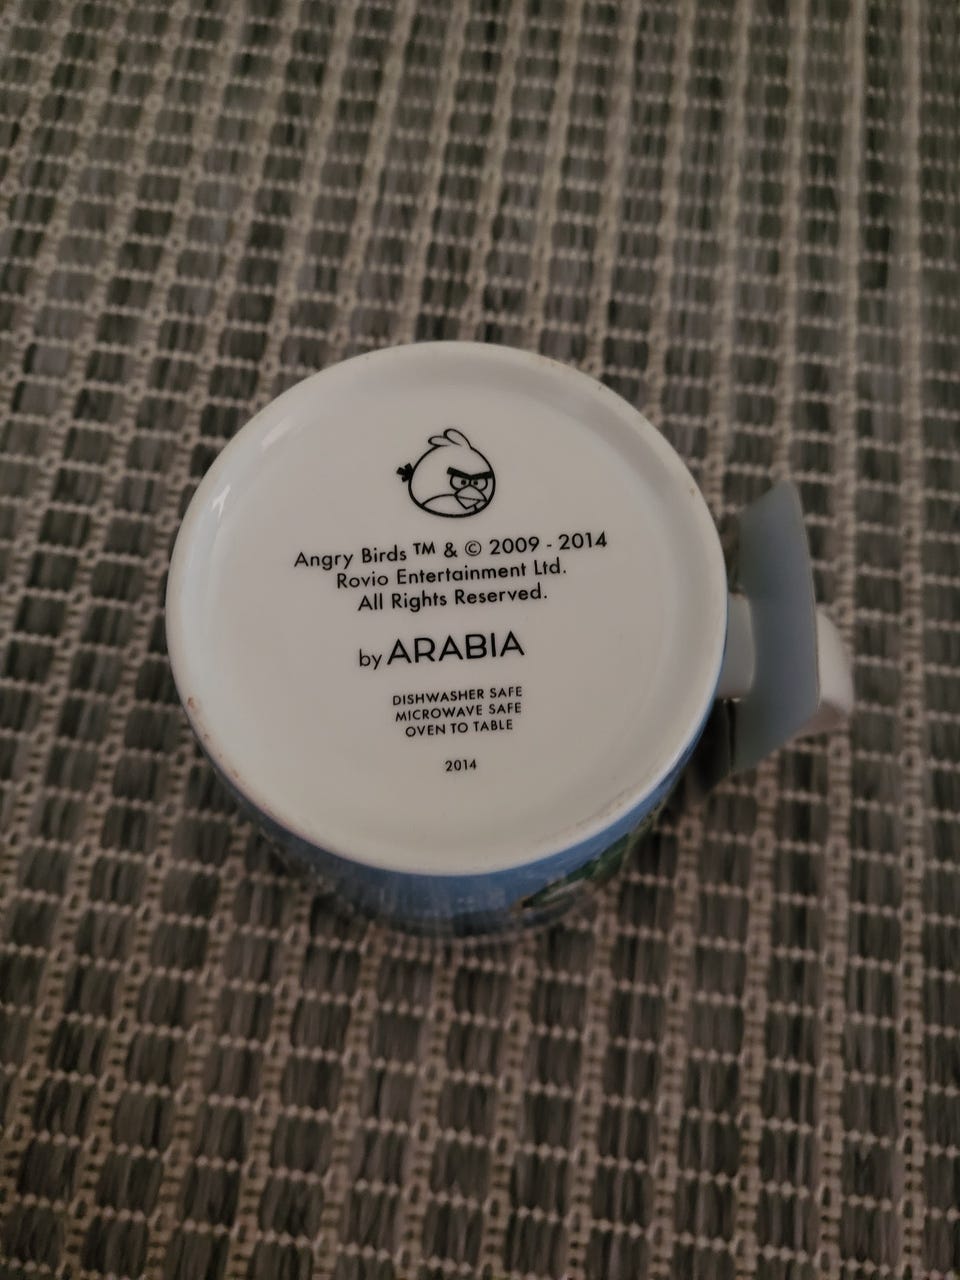 Angry Birds ™ & © 2009 - 2014
Rovio Entertainment Ltd.
All Rights Reserved.
by ARABIA
DISHWASHER SAFE
MICROWAVE SAFE
OVEN TO TABLE
2014